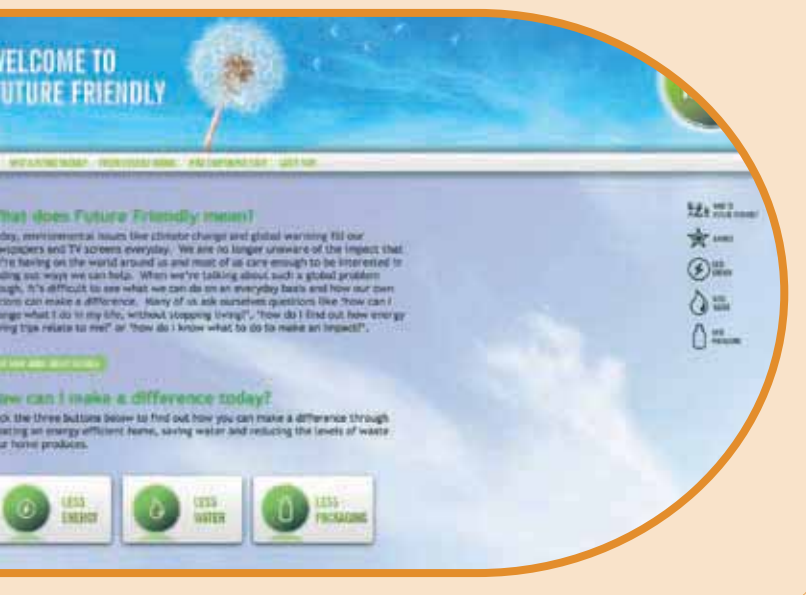 WELCOME TO
FUTURE FRIENDLY
What does Future Friendly mean?
day, environmental issues like climate change and global warming fill our
wspapers and TV screens everyday. We are no longer unaware of the impact that
're having on the world around us and most of us care enough to be interested in
ding out ways we can help. When we're talking about such a global problem
ough, it's difficult to see what we can do on an everyday basis and how our own
tions can make a difference. Many of us ask ourselves questions like "how can I
ange what I do in my life, without stopping living?", "how do I find out how energy
ving tips relate to me?" or "how do I know what to do to make an impact?".
ow can I make a difference today?
ck the three buttons below to find out how you can make a difference through
eating an energy efficient home, saving water and reducing the levels of waste
ur home produces.
LESS
ENERGY
LESS
WATER
LESS
PACKAGING